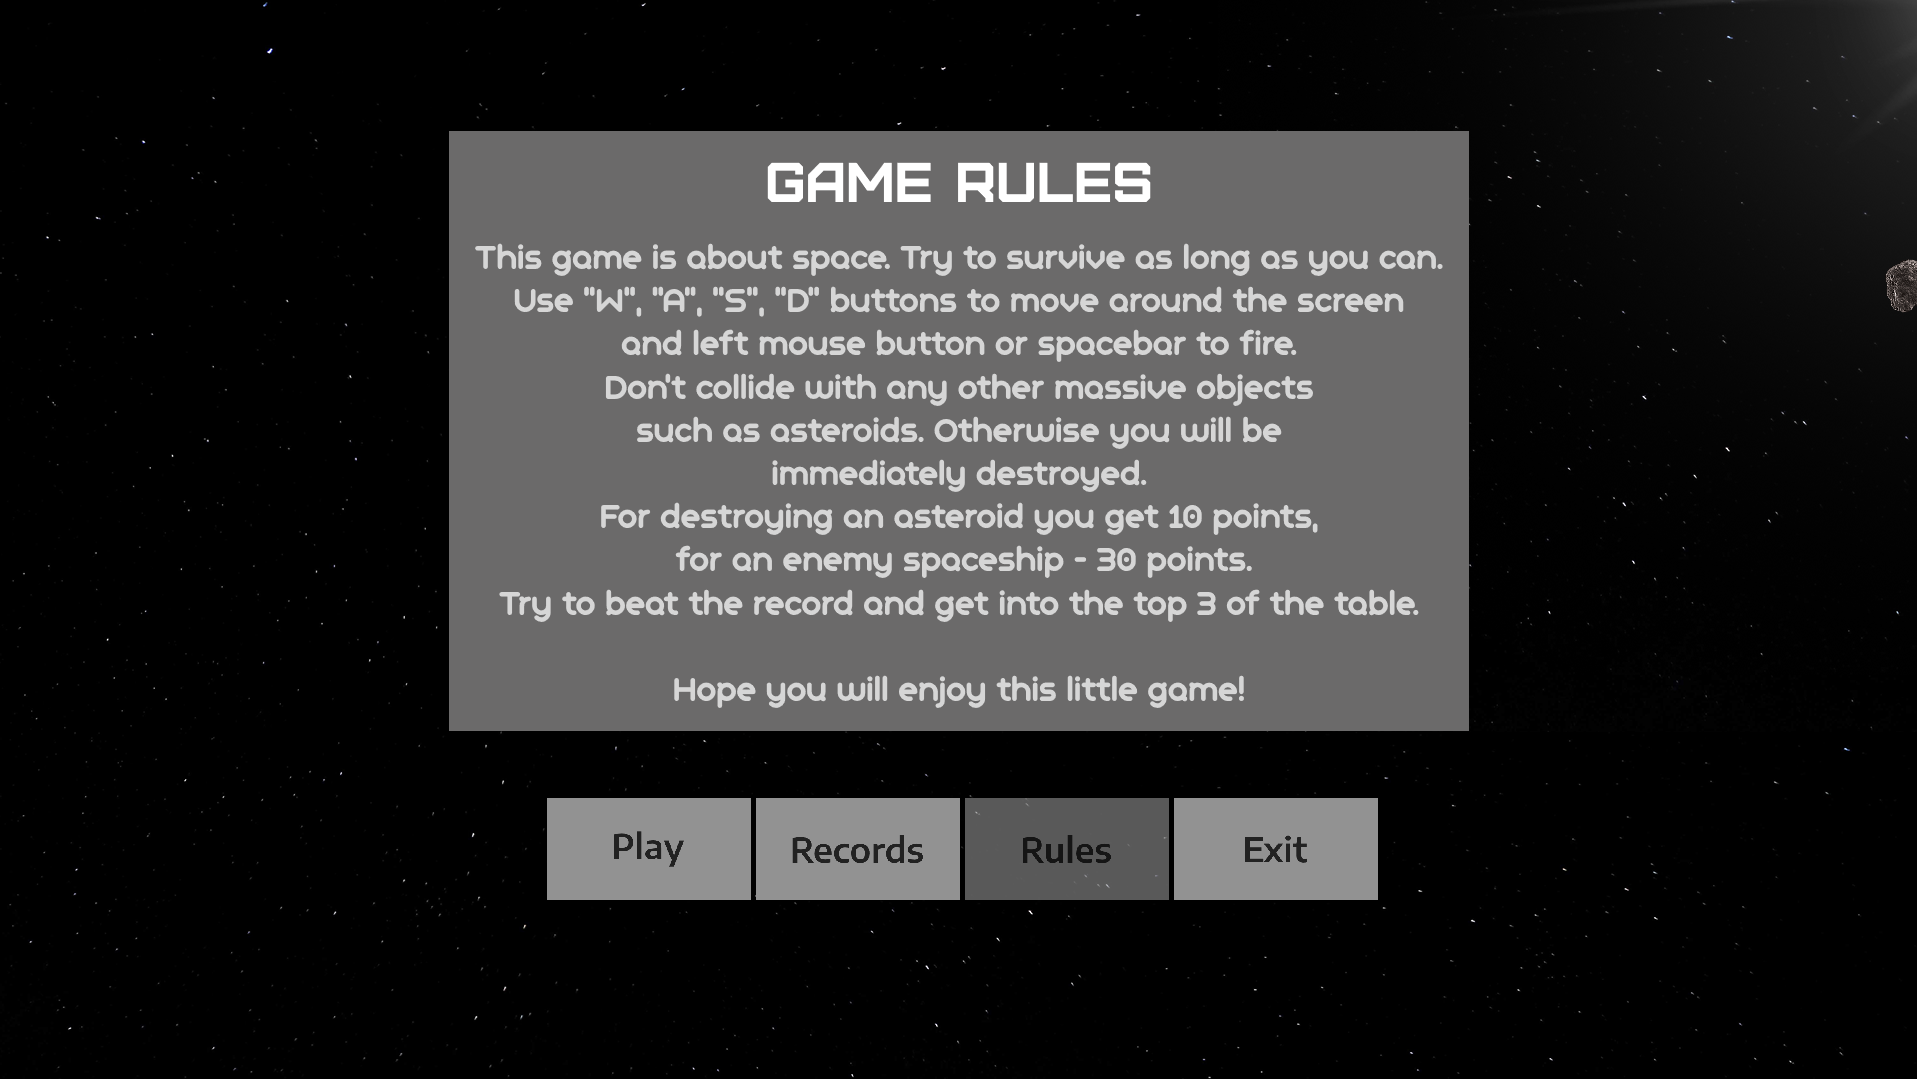 GAME RULES
This game is about space. Try to survive as long as you can.
Use "W", "A", "S", "D" buttons to move around the screen
and left mouse button or spacebar to fire.
Don't collide with any other massive objects
such as asteroids. Otherwise you will be
immediately destroyed.
For destroying an asteroid you get 10 points,
for an enemy spaceship - 30 points.
Try to beat the record and get into the top 3 of the table.
Hope you will enjoy this little game!
Play
Records
Rules
Exit